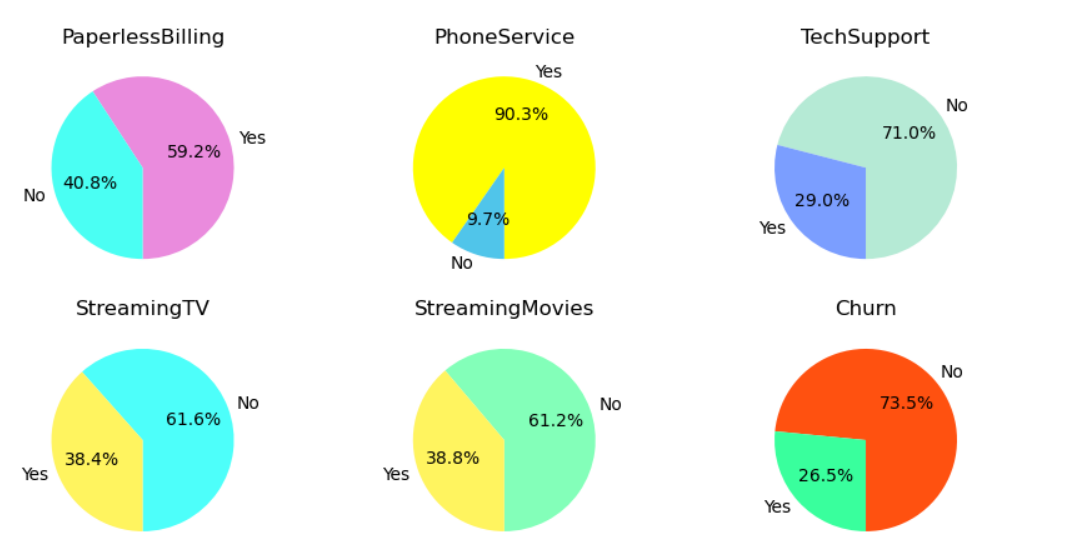 PaperlessBilling
Yes
59.2%
40.8%
No
PhoneService
Yes
90.3%
9.7%
No
TechSupport
No
71.0%
29.0%
Yes
StreamingTV
No
61.6%
38.4%
Yes
StreamingMovies
No
61.2%
38.8%
Yes
Churn
No
73.5%
26.5%
Yes